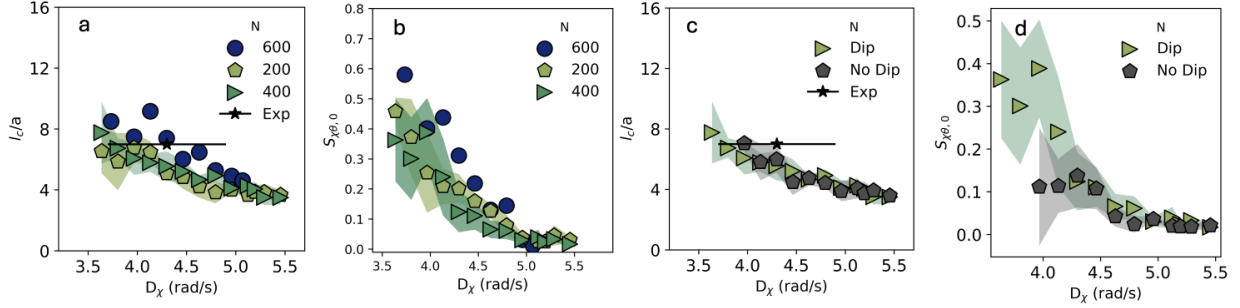 a
N
600
200
400
Exp
l_c/a
16
12
8
4
0
3.5 4.0 4.5 5.0 5.5
D_χ (rad/s)
b
N
600
200
400
S_χθ,0
0.8
0.7
0.6
0.5
0.4
0.3
0.2
0.1
0.0
3.5 4.0 4.5 5.0 5.5
D_χ (rad/s)
c
N
Dip
No Dip
Exp
l_c/a
16
12
8
4
0
3.5 4.0 4.5 5.0 5.5
D_χ (rad/s)
d
N
Dip
No Dip
S_χθ,0
0.5
0.4
0.3
0.2
0.1
0.0
4.0 4.5 5.0 5.5
D_χ (rad/s)